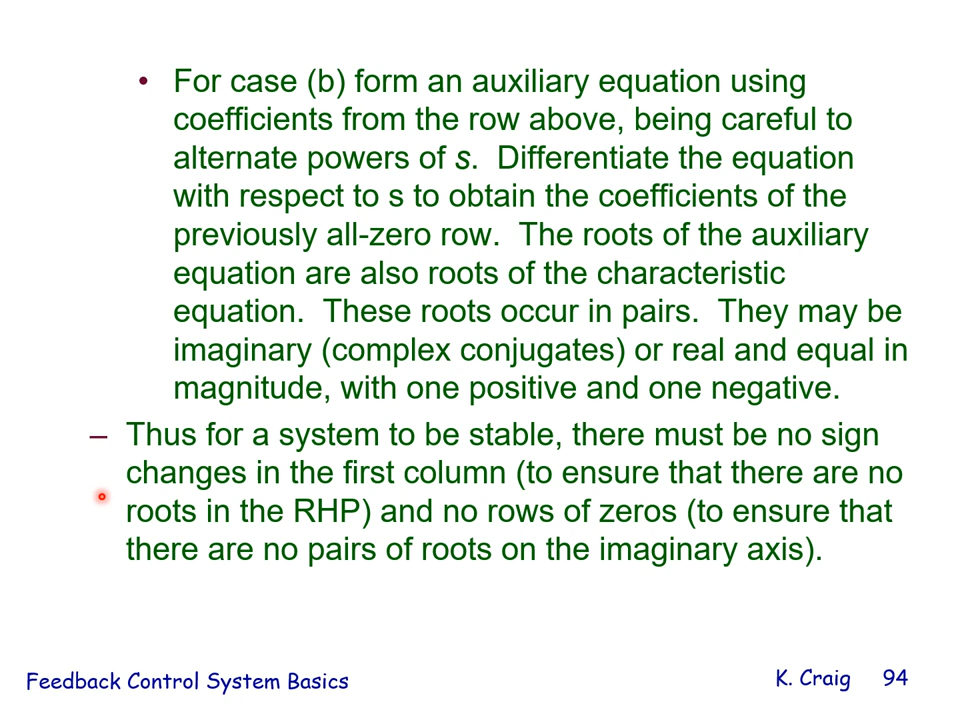 • For case (b) form an auxiliary equation using
coefficients from the row above, being careful to
alternate powers of s. Differentiate the equation
with respect to s to obtain the coefficients of the
previously all-zero row. The roots of the auxiliary
equation are also roots of the characteristic
equation. These roots occur in pairs. They may be
imaginary (complex conjugates) or real and equal in
magnitude, with one positive and one negative.
– Thus for a system to be stable, there must be no sign
changes in the first column (to ensure that there are no
roots in the RHP) and no rows of zeros (to ensure that
there are no pairs of roots on the imaginary axis).
Feedback Control System Basics
K. Craig 94